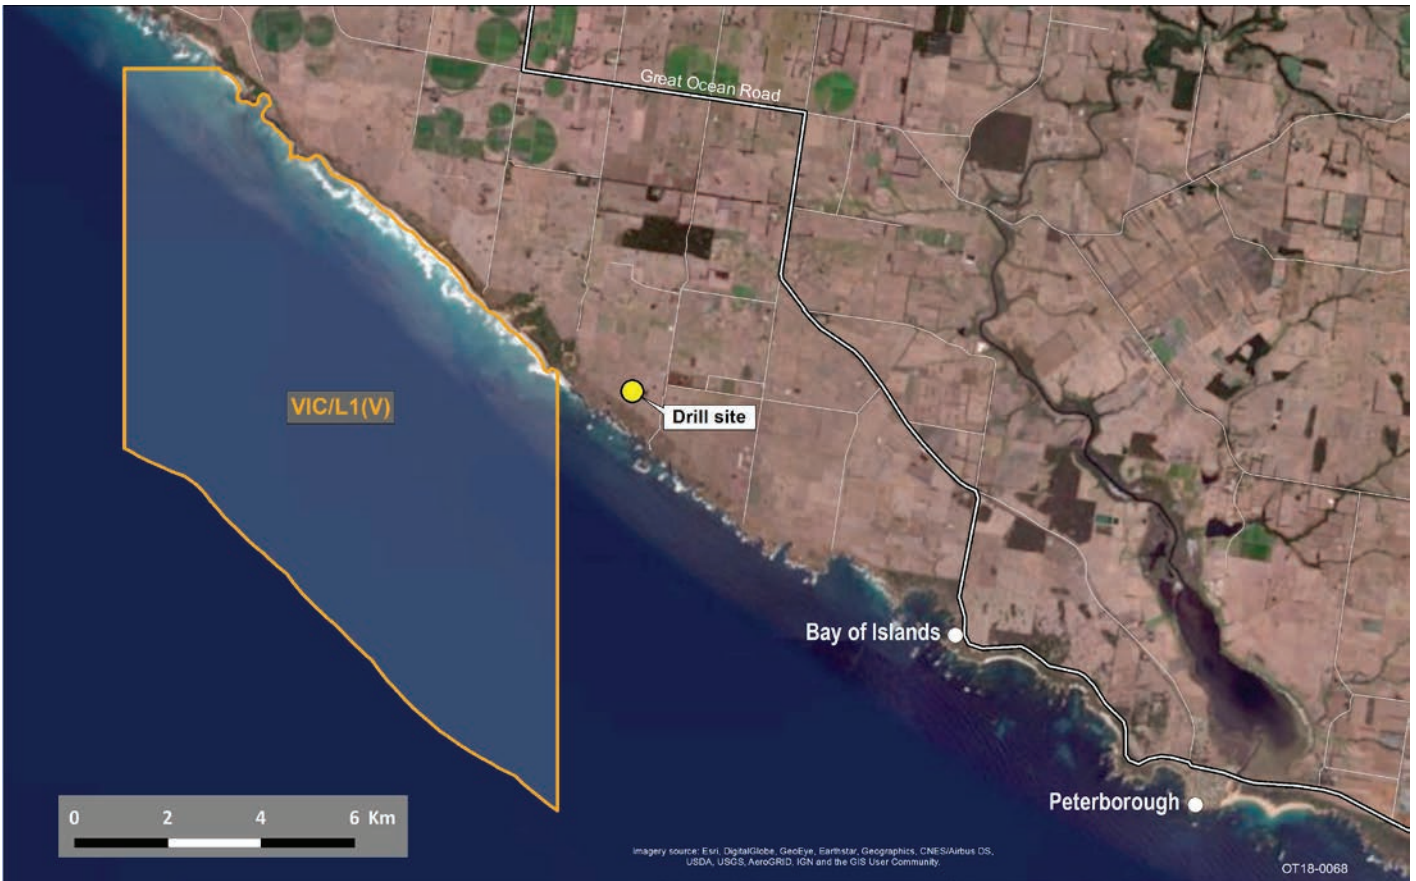 Great Ocean Road
VIC/L1(V)
Drill site
Bay of Islands
Peterborough
0 2 4 6 Km
Imagery source: Esri, DigitalGlobe, GeoEye, Earthstar, Geographics, CNES/Airbus DS,
USDA, USGS, AeroGRID, IGN and the GIS User Community.
OT18-0068